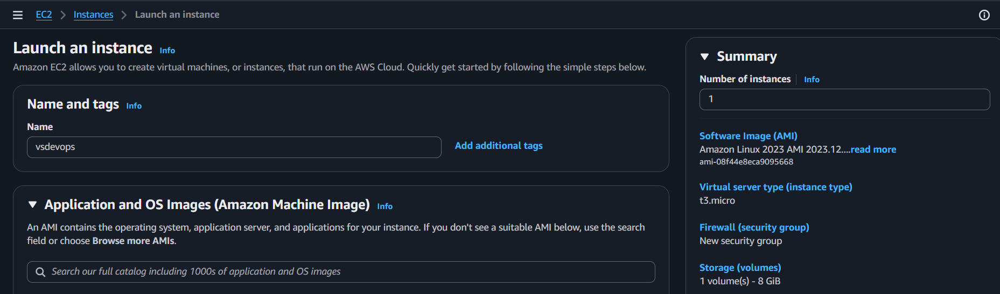 EC2 > Instances > Launch an instance
Launch an instance Info
Amazon EC2 allows you to create virtual machines, or instances, that run on the AWS Cloud. Quickly get started by following the simple steps below.
Name and tags Info
Name
vsdevops
Add additional tags
Application and OS Images (Amazon Machine Image) Info
An AMI contains the operating system, application server, and applications for your instance. If you don't see a suitable AMI below, use the search
field or choose Browse more AMIs.
Search our full catalog including 1000s of application and OS images
Summary
Number of instances Info
1
Software Image (AMI)
Amazon Linux 2023 AMI 2023.12....read more
ami-08f44e8eca9095668
Virtual server type (instance type)
t3.micro
Firewall (security group)
New security group
Storage (volumes)
1 volume(s) - 8 GiB